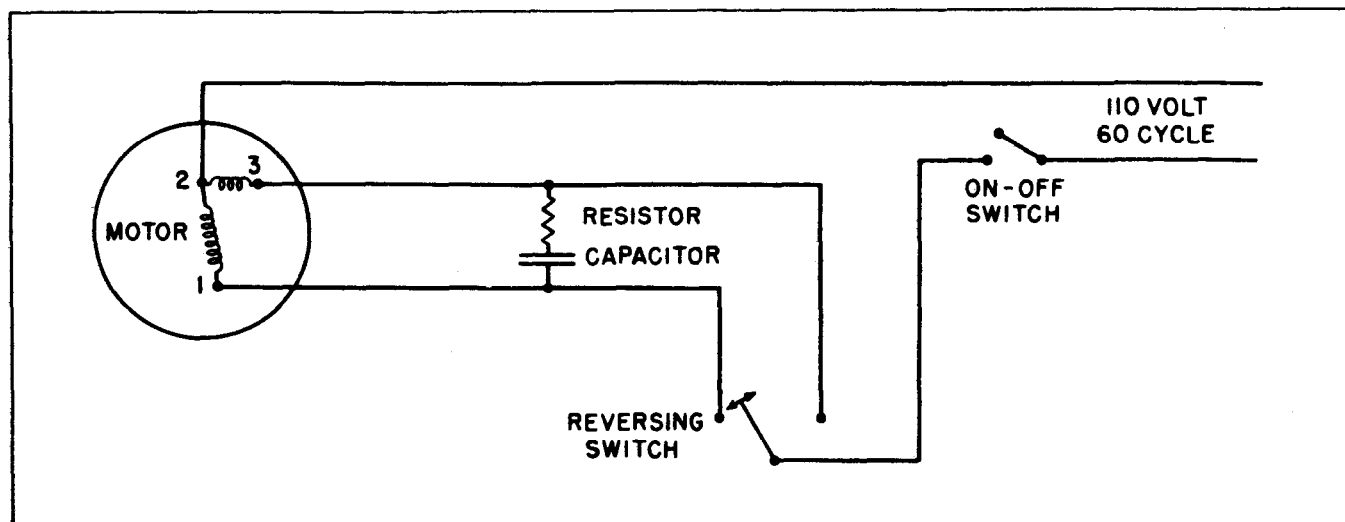 110 VOLT
60 CYCLE
ON-OFF
SWITCH
3
2
MOTOR
1
RESISTOR
CAPACITOR
REVERSING
SWITCH